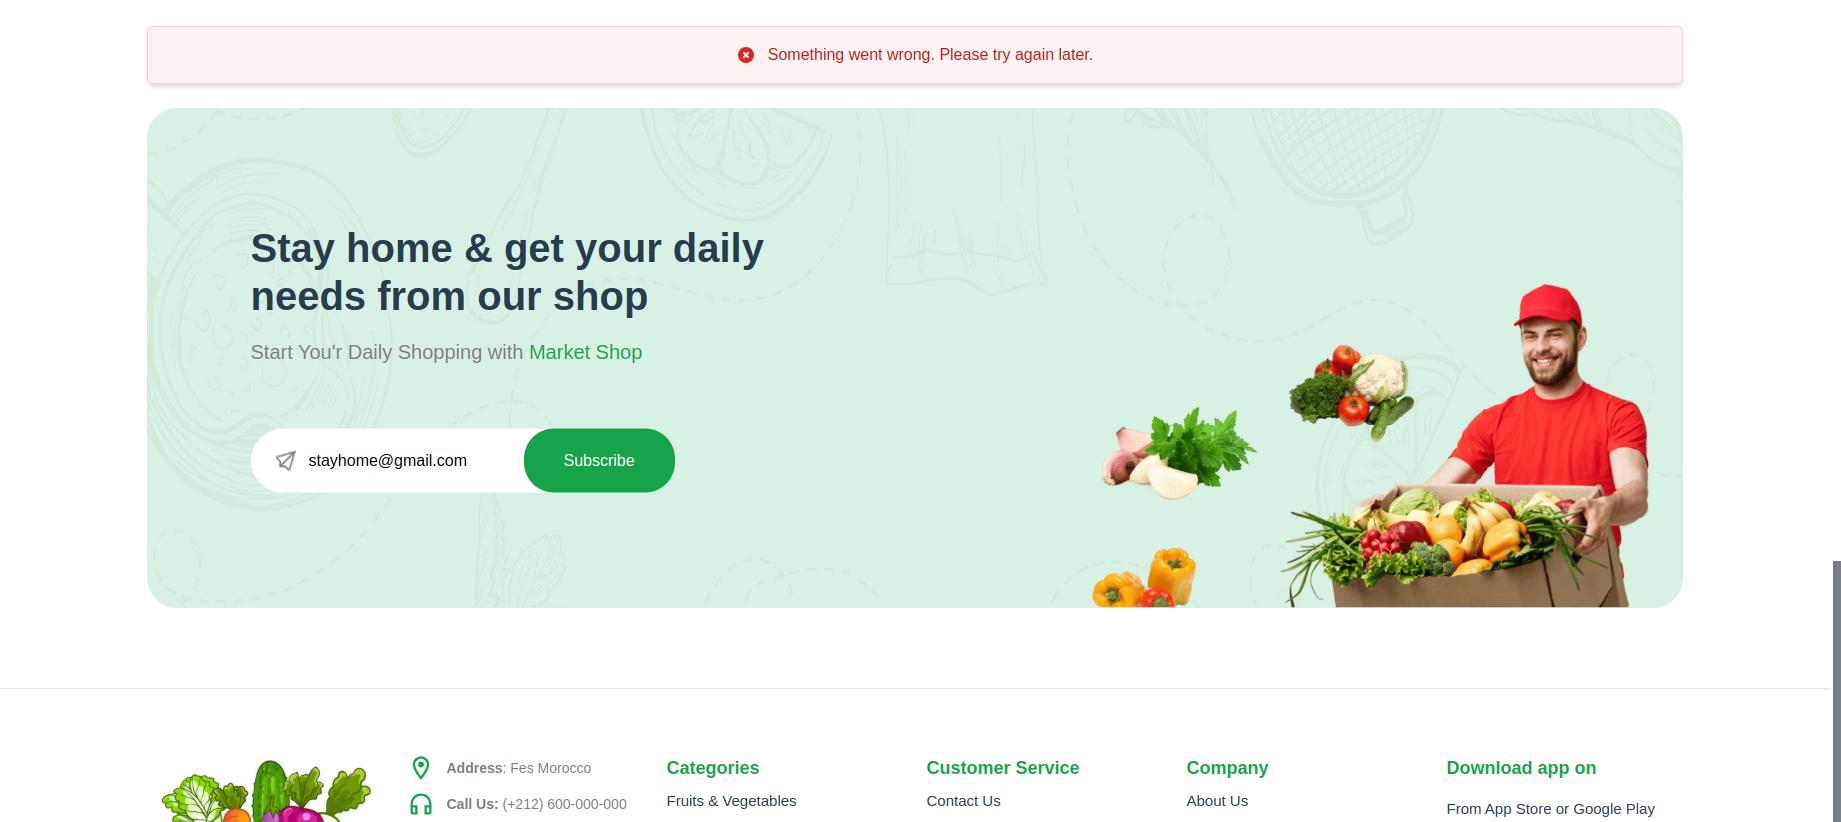 Something went wrong. Please try again later.
Stay home & get your daily
needs from our shop
Start You'r Daily Shopping with Market Shop
stayhome@gmail.com
Subscribe
Address: Fes Morocco
Call Us: (+212) 600-000-000
Categories
Fruits & Vegetables
Customer Service
Contact Us
Company
About Us
Download app on
From App Store or Google Play